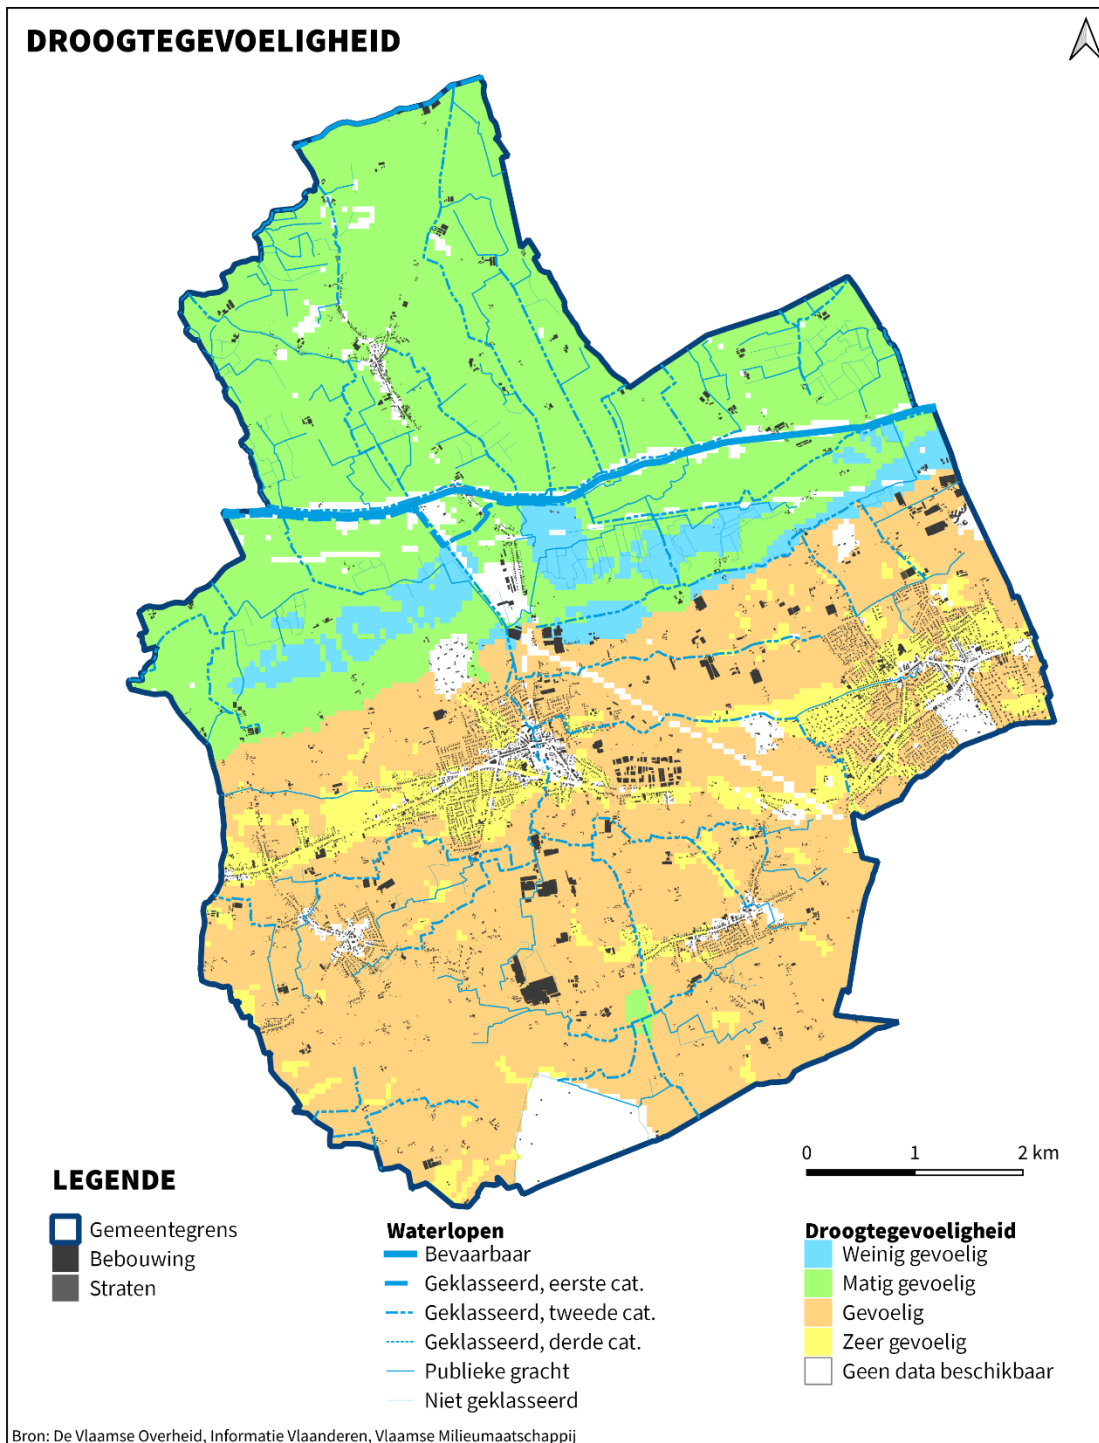 DROOGTEGEVOELIGHEID
0 1 2 km
LEGENDE
Gemeentegrens
Bebouwing
Straten
Waterlopen
Bevaarbaar
Geklasseerd, eerste cat.
Geklasseerd, tweede cat.
Geklasseerd, derde cat.
Publieke gracht
Niet geklasseerd
Droogtegevoeligheid
Weinig gevoelig
Matig gevoelig
Gevoelig
Zeer gevoelig
Geen data beschikbaar
Bron: De Vlaamse Overheid, Informatie Vlaanderen, Vlaamse Milieumaatschappij